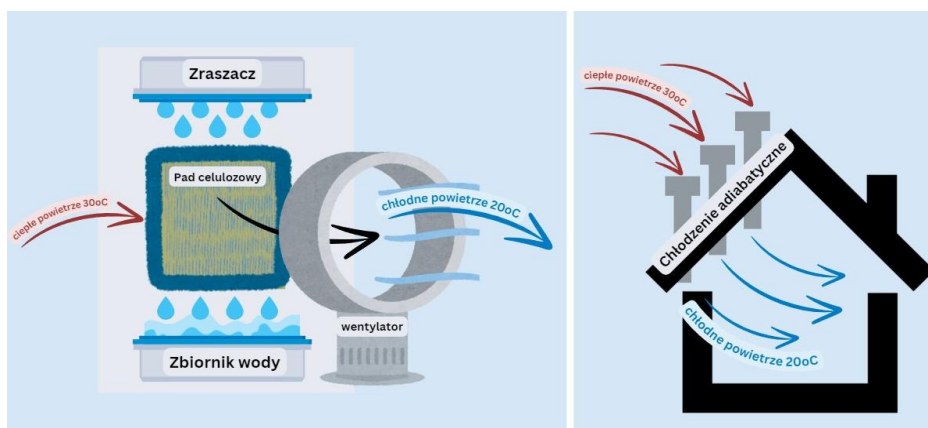 Zraszacz
Pad celulozowy
ciepłe powietrze 30oC
chłodne powietrze 20oC
wentylator
Zbiornik wody
ciepłe powietrze 30oC
Chłodzenie adiabatyczne
chłodne powietrze 20oC